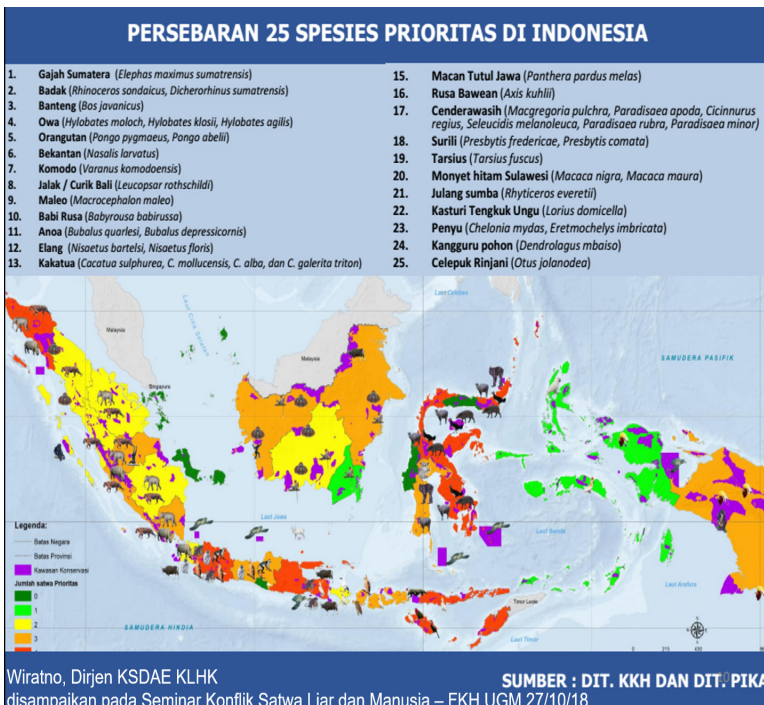 PERSEBARAN 25 SPESIES PRIORITAS DI INDONESIA
1. Gajah Sumatera (Elephas maximus sumatrensis)
2. Badak (Rhinoceros sondaicus, Dicherorhinus sumatrensis)
3. Banteng (Bos javanicus)
4. Owa (Hylobates moloch, Hylobates klosii, Hylobates agilis)
5. Orangutan (Pongo pygmaeus, Pongo abelii)
6. Bekantan (Nasalis larvatus)
7. Komodo (Varanus komodoensis)
8. Jalak / Curik Bali (Leucopsar rothschildi)
9. Maleo (Macrocephalon maleo)
10. Babi Rusa (Babyrousa babirussa)
11. Anoa (Bubalus quarlesi, Bubalus depressicornis)
12. Elang (Nisaetus bartelsi, Nisaetus floris)
13. Kakatua (Cacatua sulphurea, C. mollucensis, C. alba, dan C. galerita triton)
15. Macan Tutul Jawa (Panthera pardus melas)
16. Rusa Bawean (Axis kuhlii)
17. Cenderawasih (Macgregoria pulchra, Paradisaea apoda, Cicinnurus
regius, Seleucidis melanoleuca, Paradisaea rubra, Paradisaea minor)
18. Surili (Presbytis fredericae, Presbytis comata)
19. Tarsius (Tarsius fuscus)
20. Monyet hitam Sulawesi (Macaca nigra, Macaca maura)
21. Julang sumba (Rhyticeros everetii)
22. Kasturi Tengkuk Ungu (Lorius domicella)
23. Penyu (Chelonia mydas, Eretmochelys imbricata)
24. Kangguru pohon (Dendrolagus mbaiso)
25. Celepuk Rinjani (Otus jolanodea)
Laut Celebes
Laut Cina Selatan
Malaysia
Malaysia
SAMUDERA PASIFIK
Singapura
Laut Jawa
Laut Banda
Legenda:
Batas Negara
Batas Provinsi
Kawasan Konservasi
Jumlah satwa Prioritas
0
1
2
3
SAMUDERA HINDIA
Timor Leste
Laut Arafura
Laut Timor
0 215 430
Wiratno, Dirjen KSDAE KLHK
SUMBER : DIT. KKH DAN DIT. PIKA
disampaikan pada Seminar Konflik Satwa Liar dan Manusia – FKH UGM 27/10/18